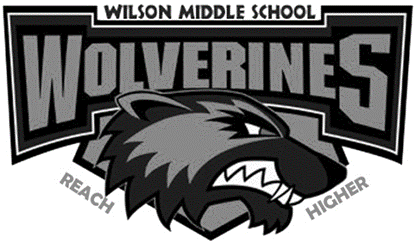 WILSON MIDDLE SCHOOL
WOLVERINES
REACH
HIGHER